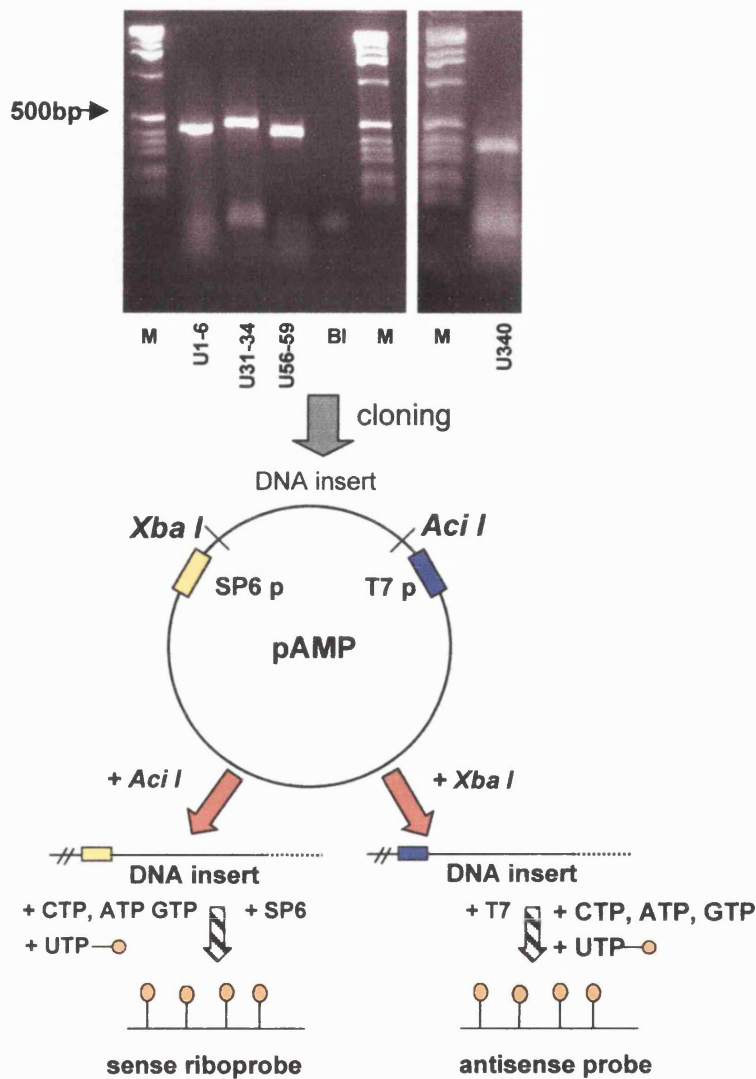 500bp
M U1-6 U31-34 U56-59 Bl M M U340
cloning
DNA insert
Xba I Aci I
SP6 p T7 p
pAMP
+ Aci I + Xba I
DNA insert DNA insert
+ CTP, ATP GTP + SP6 + T7 + CTP, ATP, GTP
+ UTP + UTP
sense riboprobe antisense probe